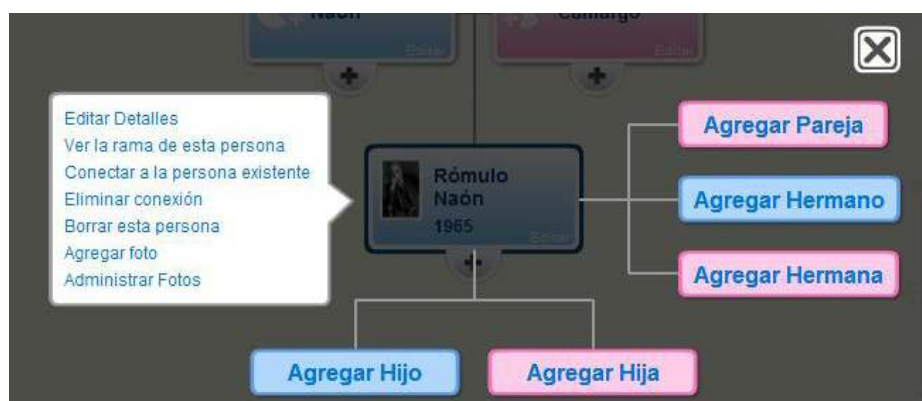 Naón
Camargo
Editar
Editar
Editar Detalles
Ver la rama de esta persona
Conectar a la persona existente
Eliminar conexión
Borrar esta persona
Agregar foto
Administrar Fotos
Rómulo
Naón
1965
Editar
Agregar Pareja
Agregar Hermano
Agregar Hermana
Agregar Hijo
Agregar Hija